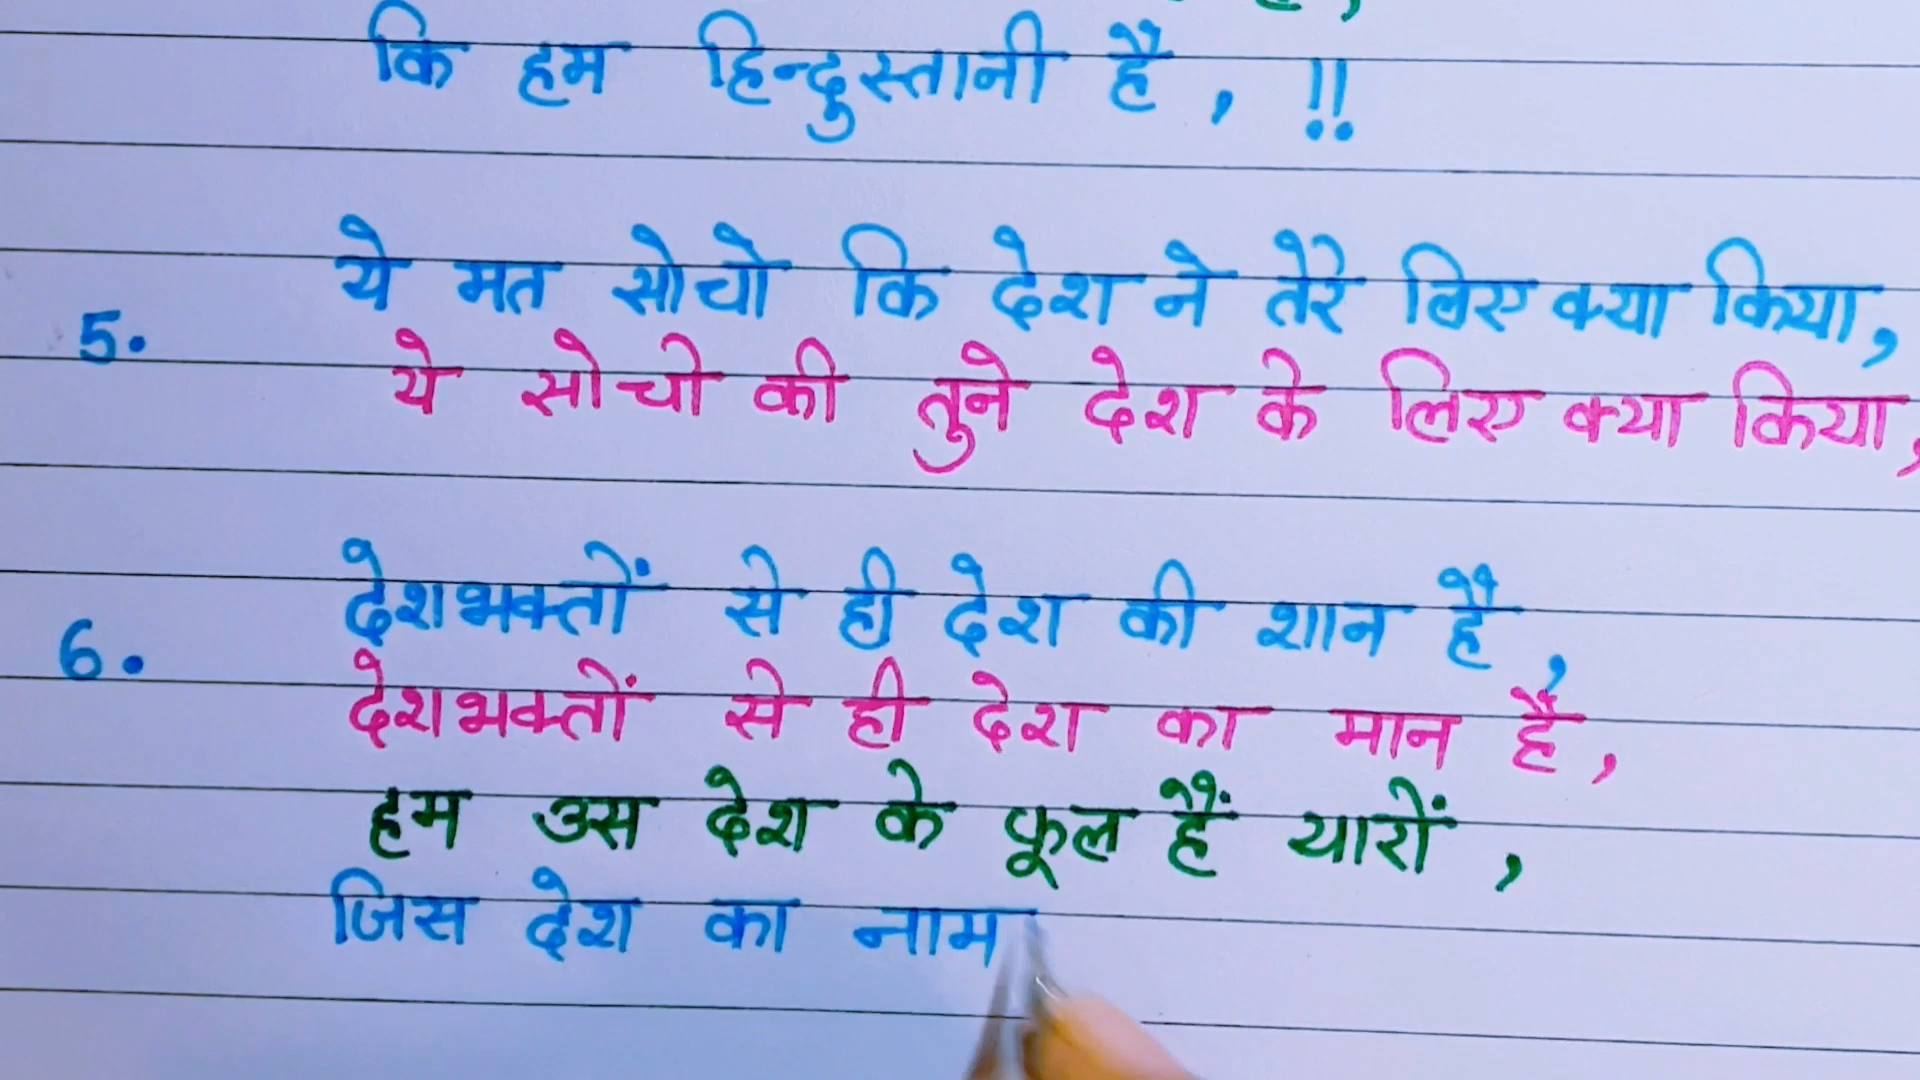 कि हम हिन्दुस्तानी है , !!
ये मत सोचो कि देश ने तेरे लिए क्या किया,
5.
ये सोचो की तुने देश के लिए क्या किया,
देशभक्तों से ही देश की शान है,
6.
देशभक्तों से ही देश का मान है,
हम उस देश के फूल हैं यारों ,
जिस देश का नाम